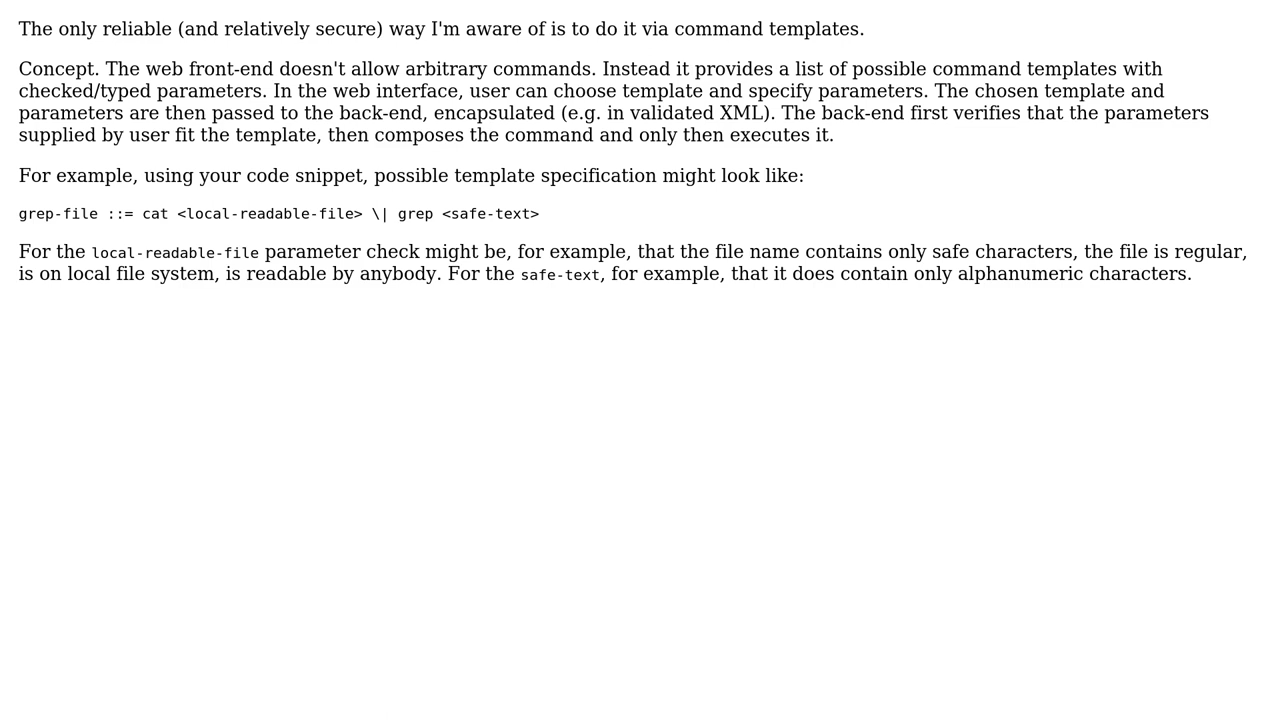 The only reliable (and relatively secure) way I'm aware of is to do it via command templates.
Concept. The web front-end doesn't allow arbitrary commands. Instead it provides a list of possible command templates with
checked/typed parameters. In the web interface, user can choose template and specify parameters. The chosen template and
parameters are then passed to the back-end, encapsulated (e.g. in validated XML). The back-end first verifies that the parameters
supplied by user fit the template, then composes the command and only then executes it.
For example, using your code snippet, possible template specification might look like:
grep-file ::= cat <local-readable-file> \| grep <safe-text>
For the local-readable-file parameter check might be, for example, that the file name contains only safe characters, the file is regular,
is on local file system, is readable by anybody. For the safe-text, for example, that it does contain only alphanumeric characters.